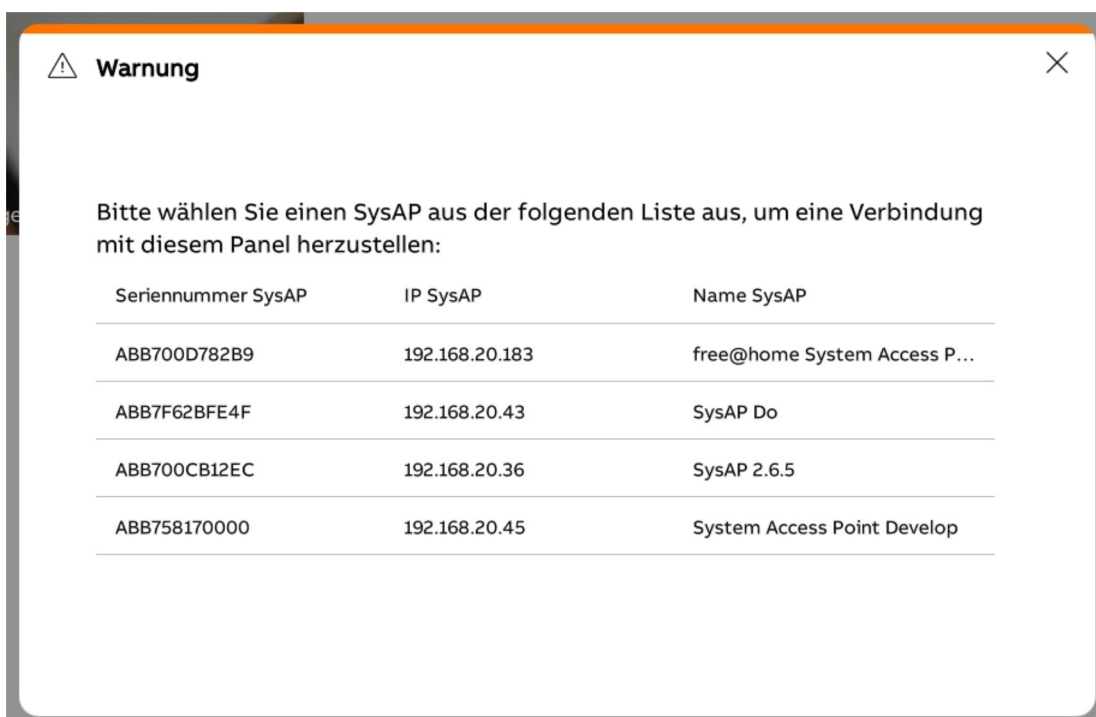 Warnung
Bitte wählen Sie einen SysAP aus der folgenden Liste aus, um eine Verbindung
mit diesem Panel herzustellen:
Seriennummer SysAP IP SysAP Name SysAP
ABB700D782B9 192.168.20.183 free@home System Access P...
ABB7F62BFE4F 192.168.20.43 SysAP Do
ABB700CB12EC 192.168.20.36 SysAP 2.6.5
ABB758170000 192.168.20.45 System Access Point Develop